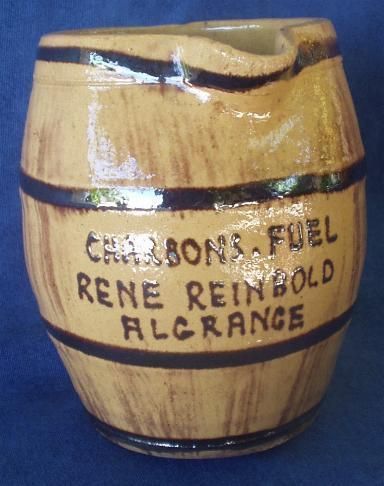 CHARBONS. FUEL
RENE REINBOLD
ALGRANGE